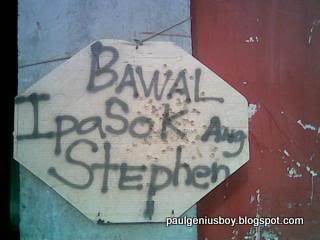 BAWAL
IpaSok Ang
Stephen
!
paulgeniusboy.blogspot.com